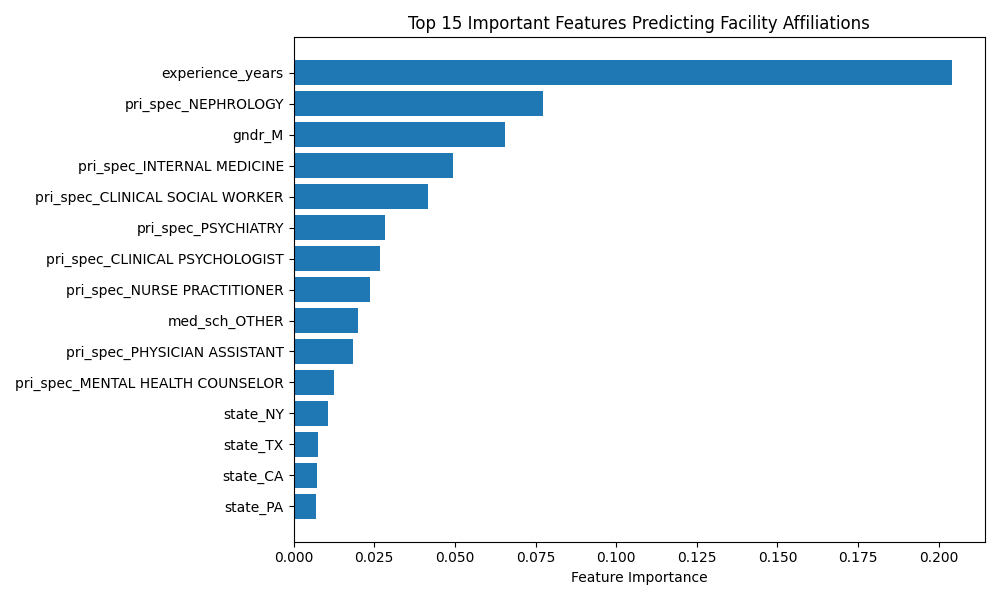 Top 15 Important Features Predicting Facility Affiliations
experience_years
pri_spec_NEPHROLOGY
gndr_M
pri_spec_INTERNAL MEDICINE
pri_spec_CLINICAL SOCIAL WORKER
pri_spec_PSYCHIATRY
pri_spec_CLINICAL PSYCHOLOGIST
pri_spec_NURSE PRACTITIONER
med_sch_OTHER
pri_spec_PHYSICIAN ASSISTANT
pri_spec_MENTAL HEALTH COUNSELOR
state_NY
state_TX
state_CA
state_PA
0.000 0.025 0.050 0.075 0.100 0.125 0.150 0.175 0.200
Feature Importance